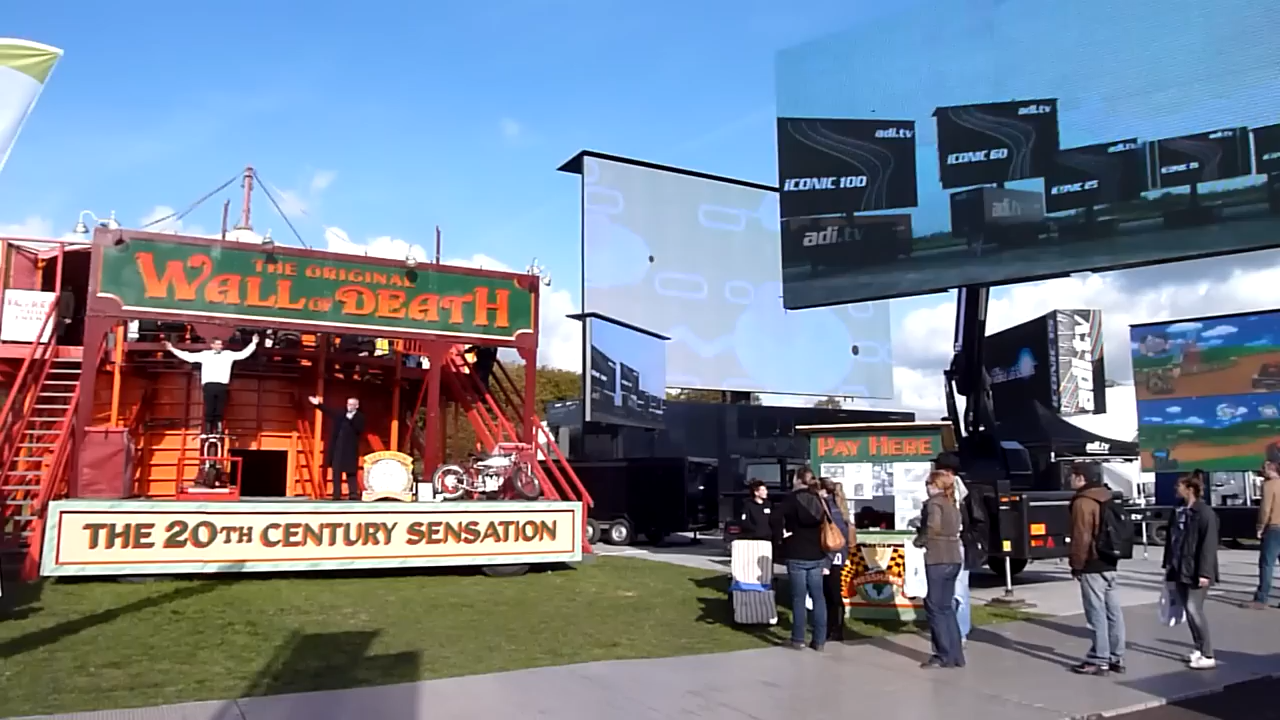 THE ORIGINAL
WALL OF DEATH
THE 20TH CENTURY SENSATION
PAY HERE
MESSHAM
adi.tv
ICONIC 100
adi.tv
adi.tv
ICONIC 60
adi.tv
adi.tv
ICONIC 25
adi.tv
adi.tv